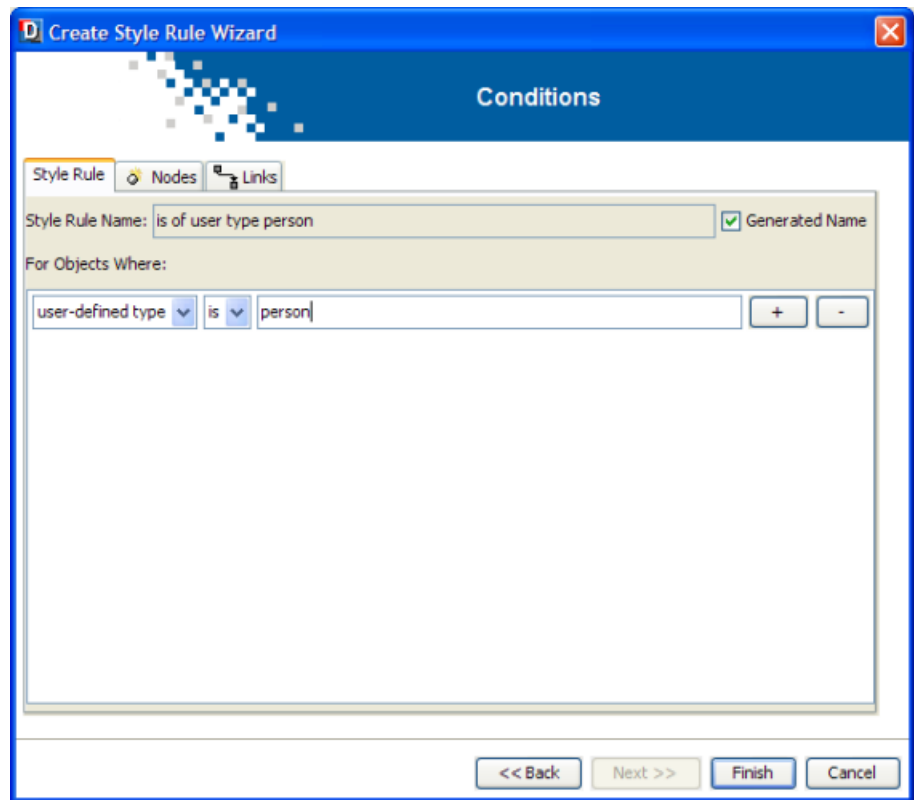 D Create Style Rule Wizard
Conditions
Style Rule Nodes Links
Style Rule Name: is of user type person Generated Name
For Objects Where:
user-defined type is person + -
<< Back Next >> Finish Cancel